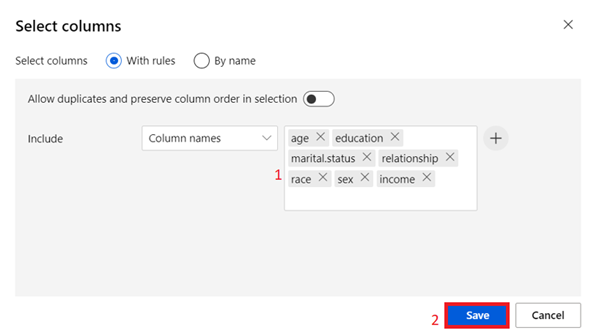 Select columns
Select columns With rules By name
Allow duplicates and preserve column order in selection
Include Column names age education
marital.status relationship
1
race sex income
2 Save Cancel